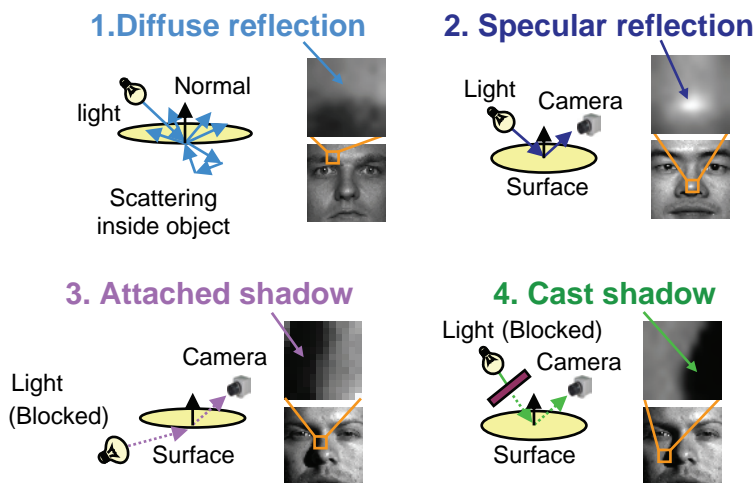 1.Diffuse reflection
Normal
light
Scattering
inside object
2. Specular reflection
Light
Camera
Surface
3. Attached shadow
Camera
Light
(Blocked)
Surface
4. Cast shadow
Light (Blocked)
Camera
Surface